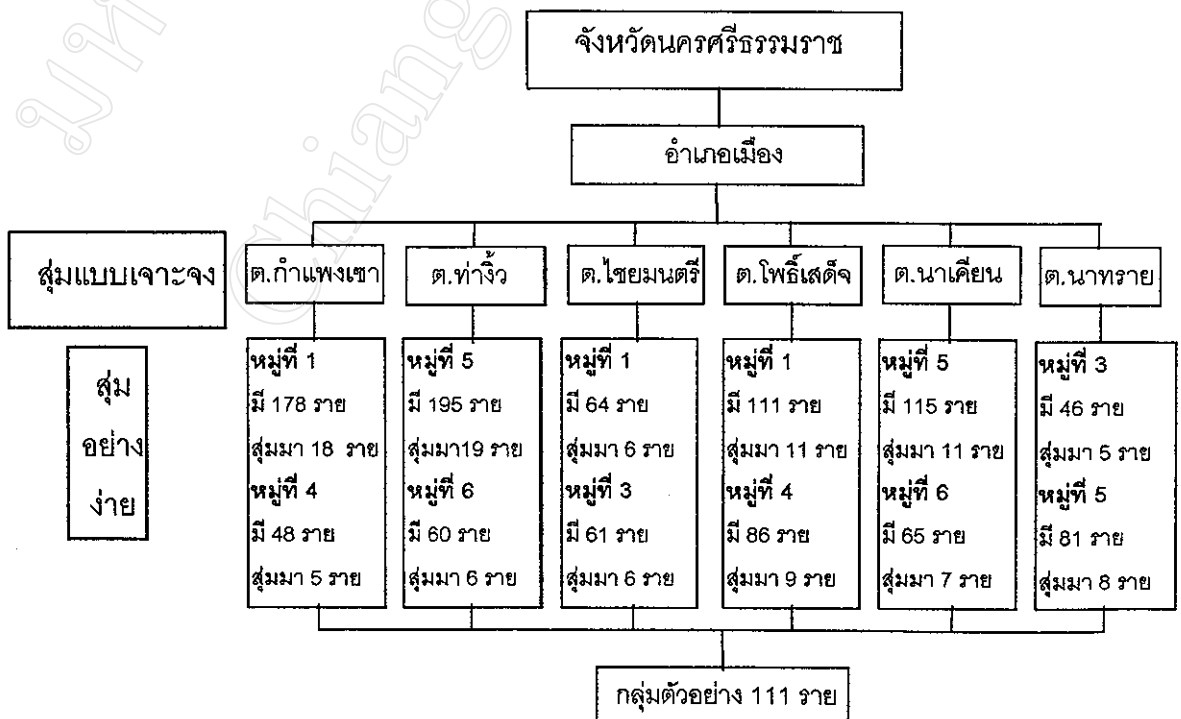 มห
Chiang
จังหวัดนครศรีธรรมราช
อำเภอเมือง
สุ่มแบบเจาะจง
ต.กำแพงเซา
ต.ท่างิ้ว
ต.ไชยมนตรี
ต.โพธิ์เสด็จ
ต.นาเคียน
ต.นาทราย
สุ่ม
อย่าง
ง่าย
หมู่ที่ 1
มี 178 ราย
สุ่มมา 18 ราย
หมู่ที่ 4
มี 48 ราย
สุ่มมา 5 ราย
หมู่ที่ 5
มี 195 ราย
สุ่มมา19 ราย
หมู่ที่ 6
มี 60 ราย
สุ่มมา 6 ราย
หมู่ที่ 1
มี 64 ราย
สุ่มมา 6 ราย
หมู่ที่ 3
มี 61 ราย
สุ่มมา 6 ราย
หมู่ที่ 1
มี 111 ราย
สุ่มมา 11 ราย
หมู่ที่ 4
มี 86 ราย
สุ่มมา 9 ราย
หมู่ที่ 5
มี 115 ราย
สุ่มมา 11 ราย
หมู่ที่ 6
มี 65 ราย
สุ่มมา 7 ราย
หมู่ที่ 3
มี 46 ราย
สุ่มมา 5 ราย
หมู่ที่ 5
มี 81 ราย
สุ่มมา 8 ราย
กลุ่มตัวอย่าง 111 ราย